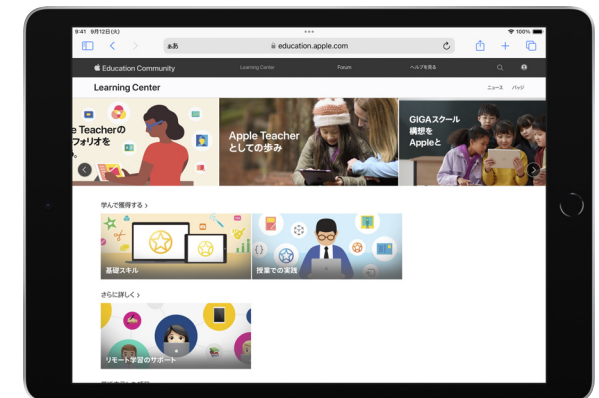 9:41 9月12日(火)
100%
ぁあ
education.apple.com
Education Community
Learning Center
Forum
ヘルプを見る
Learning Center
ニュース
バッジ
e Teacherの
フォリオを
Apple Teacher
としての歩み
GIGAスクール
構想を
Appleと
学んで獲得する >
基礎スキル
授業での実践
さらに詳しく >
リモート学習のサポート